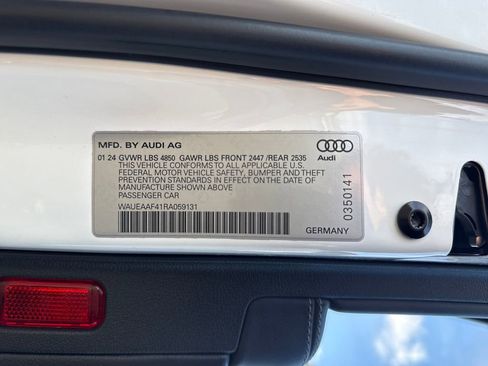 MFD. BY AUDI AG
01 24 GVWR LBS 4850 GAWR LBS FRONT 2447 /REAR 2535
THIS VEHICLE CONFORMS TO ALL APPLICABLE U.S.
FEDERAL MOTOR VEHICLE SAFETY, BUMPER AND THEFT
PREVENTION STANDARDS IN EFFECT ON THE DATE OF
MANUFACTURE SHOWN ABOVE
PASSENGER CAR
WAUEAAF41RA059131
Audi
0350141
GERMANY